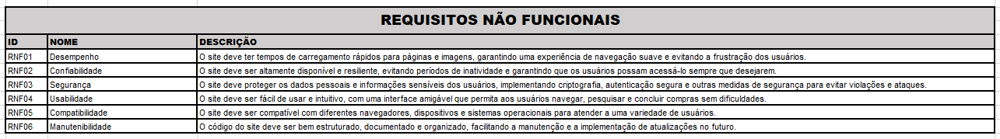 REQUISITOS NÃO FUNCIONAIS
ID NOME DESCRIÇÃO
RNF01 Desempenho O site deve ter tempos de carregamento rápidos para páginas e imagens, garantindo uma experiência de navegação suave e evitando a frustração dos usuários.
RNF02 Confiabilidade O site deve ser altamente disponível e resiliente, evitando períodos de inatividade e garantindo que os usuários possam acessá-lo sempre que desejarem.
RNF03 Segurança O site deve proteger os dados pessoais e informações sensíveis dos usuários, implementando criptografia, autenticação segura e outras medidas de segurança para evitar violações e ataques.
RNF04 Usabilidade O site deve ser fácil de usar e intuitivo, com uma interface amigável que permita aos usuários navegar, pesquisar e concluir compras sem dificuldades.
RNF05 Compatibilidade O site deve ser compatível com diferentes navegadores, dispositivos e sistemas operacionais para atender a uma variedade de usuários.
RNF06 Manutenibilidade O código do site deve ser bem estruturado, documentado e organizado, facilitando a manutenção e a implementação de atualizações no futuro.